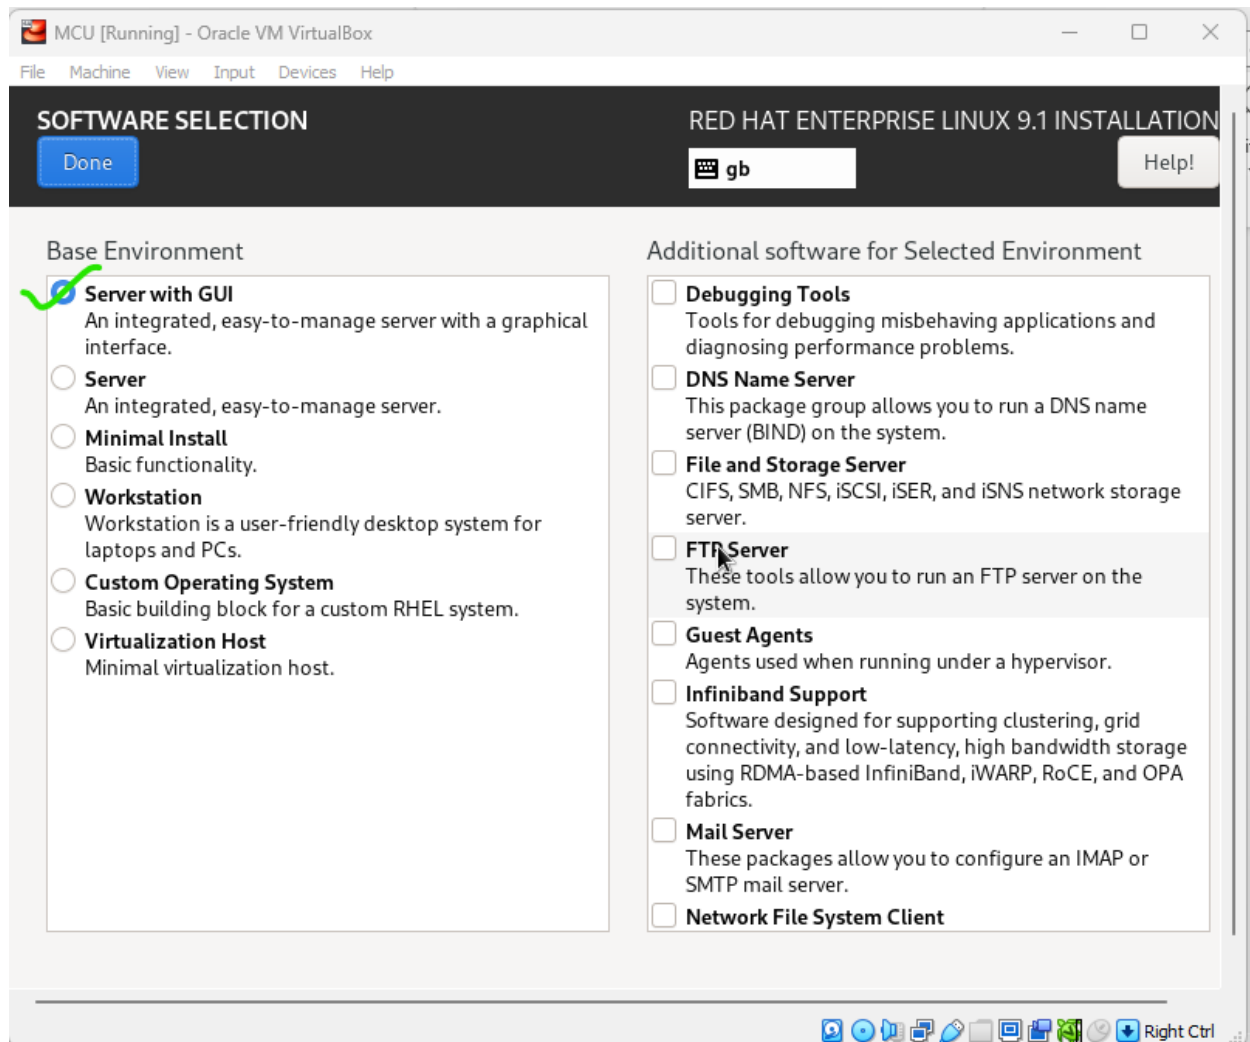 MCU [Running] - Oracle VM VirtualBox
File Machine View Input Devices Help
SOFTWARE SELECTION
RED HAT ENTERPRISE LINUX 9.1 INSTALLATION
Done
gb
Help!
Base Environment
Server with GUI
An integrated, easy-to-manage server with a graphical
interface.
Server
An integrated, easy-to-manage server.
Minimal Install
Basic functionality.
Workstation
Workstation is a user-friendly desktop system for
laptops and PCs.
Custom Operating System
Basic building block for a custom RHEL system.
Virtualization Host
Minimal virtualization host.
Additional software for Selected Environment
Debugging Tools
Tools for debugging misbehaving applications and
diagnosing performance problems.
DNS Name Server
This package group allows you to run a DNS name
server (BIND) on the system.
File and Storage Server
CIFS, SMB, NFS, iSCSI, iSER, and iSNS network storage
server.
FTP Server
These tools allow you to run an FTP server on the
system.
Guest Agents
Agents used when running under a hypervisor.
Infiniband Support
Software designed for supporting clustering, grid
connectivity, and low-latency, high bandwidth storage
using RDMA-based InfiniBand, iWARP, RoCE, and OPA
fabrics.
Mail Server
These packages allow you to configure an IMAP or
SMTP mail server.
Network File System Client
Right Ctrl